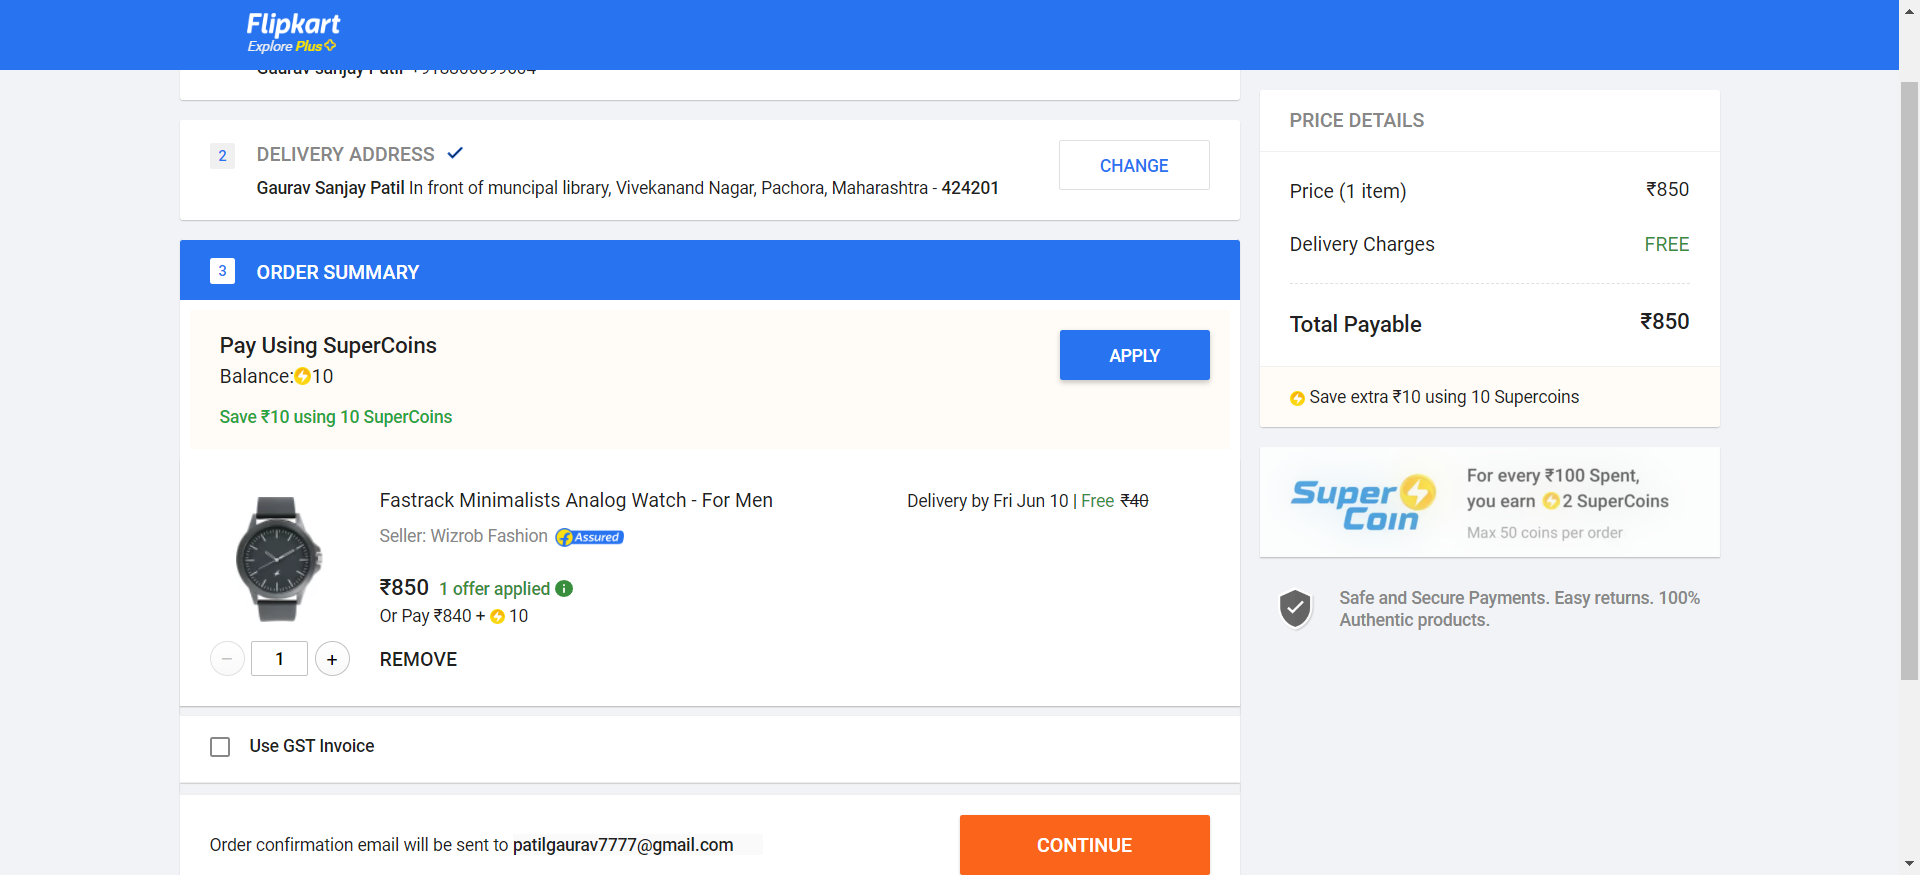 Flipkart
Explore Plus
Gaurav sanjay Patil
2
DELIVERY ADDRESS
CHANGE
Gaurav Sanjay Patil In front of muncipal library, Vivekanand Nagar, Pachora, Maharashtra - 424201
3
ORDER SUMMARY
Pay Using SuperCoins
Balance:10
APPLY
Save ₹10 using 10 SuperCoins
Fastrack Minimalists Analog Watch - For Men
Seller: Wizrob Fashion
f Assured
Delivery by Fri Jun 10 | Free ₹40
₹850 1 offer applied i
Or Pay ₹840 + 10
− 1 +
REMOVE
Use GST Invoice
Order confirmation email will be sent to patilgaurav7777@gmail.com
CONTINUE
PRICE DETAILS
Price (1 item) ₹850
Delivery Charges FREE
Total Payable ₹850
Save extra ₹10 using 10 Supercoins
Super
Coin
For every ₹100 Spent,
you earn 2 SuperCoins
Max 50 coins per order
Safe and Secure Payments. Easy returns. 100%
Authentic products.